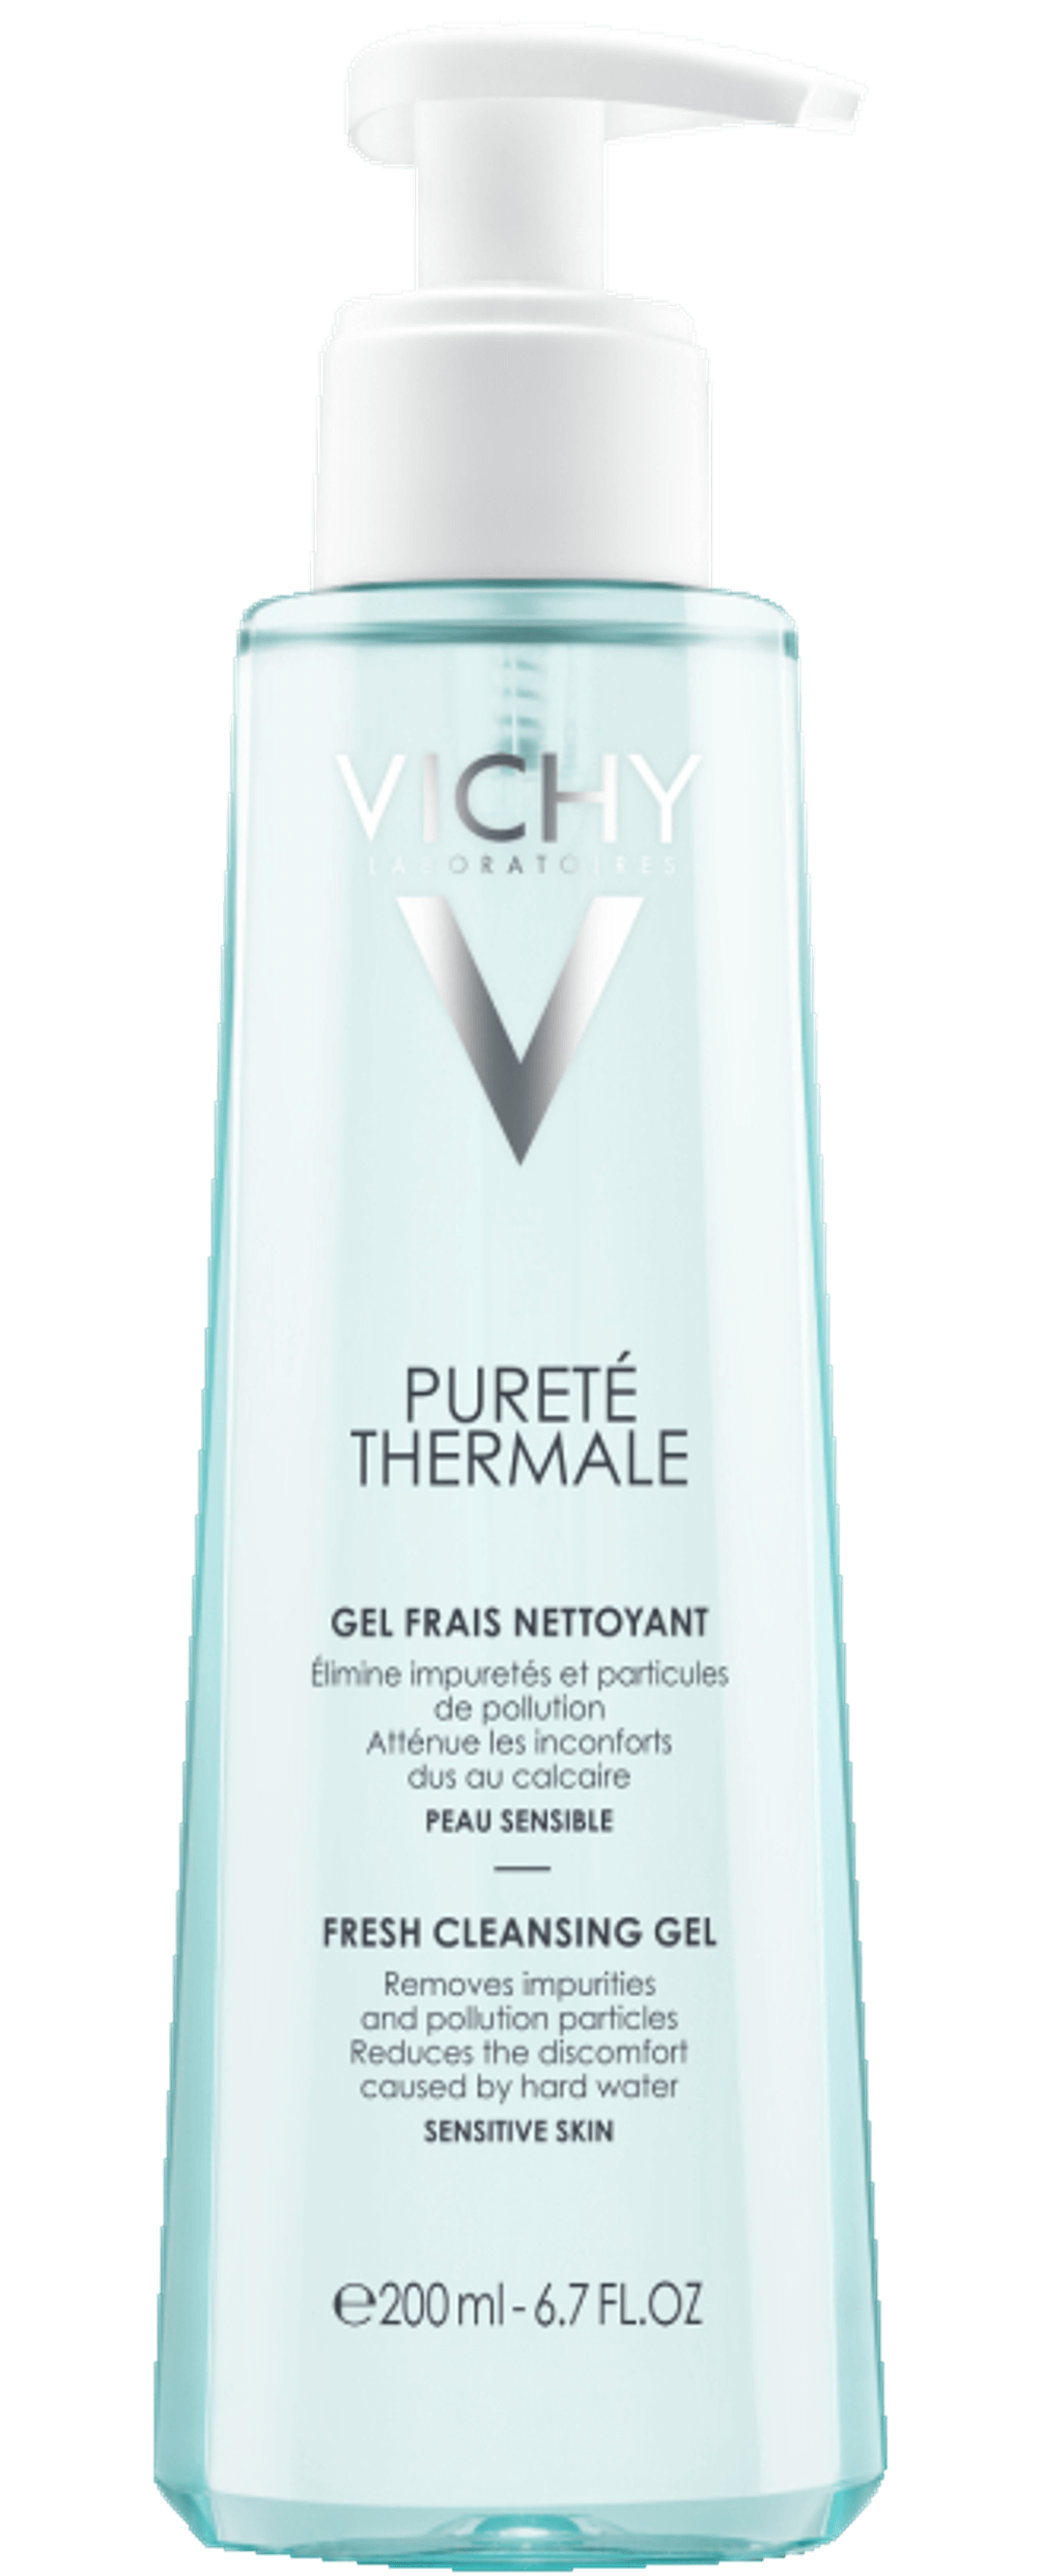 VICHY
LABORATOIRES
V
PURETÉ
THERMALE
GEL FRAIS NETTOYANT
Élimine impuretés et particules
de pollution
Atténue les inconforts
dus au calcaire
PEAU SENSIBLE
FRESH CLEANSING GEL
Removes impurities
and pollution particles
Reduces the discomfort
caused by hard water
SENSITIVE SKIN
℮200 ml - 6.7 FL.OZ